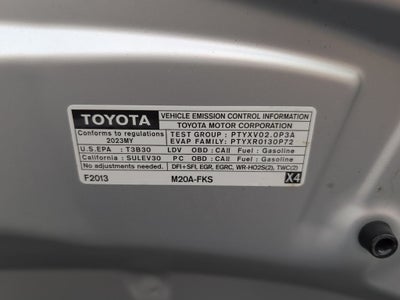 TOYOTA
VEHICLE EMISSION CONTROL INFORMATION
TOYOTA MOTOR CORPORATION
Conforms to regulations
2023MY
TEST GROUP : PTYXV02.0P3A
EVAP FAMILY : PTYXR0130P72
U.S.EPA : T3B30 LDV OBD : CAII Fuel : Gasoline
California : SULEV30 PC OBD : CAII Fuel : Gasoline
No adjustments needed. DFI+SFI, EGR, EGRC, WR-HO2S(2), TWC(2)
F2013 M20A-FKS X4